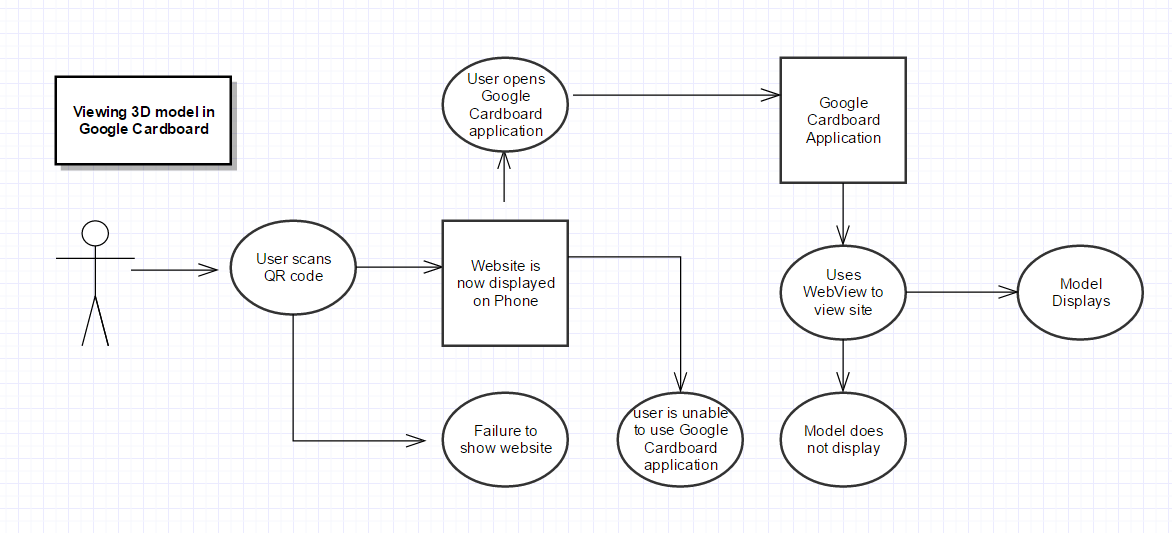 Viewing 3D model in
Google Cardboard
User opens
Google
Cardboard
application
Google
Cardboard
Application
User scans
QR code
Website is
now displayed
on Phone
Uses
WebView to
view site
Model
Displays
Failure to
show website
user is unable
to use Google
Cardboard
application
Model does
not display